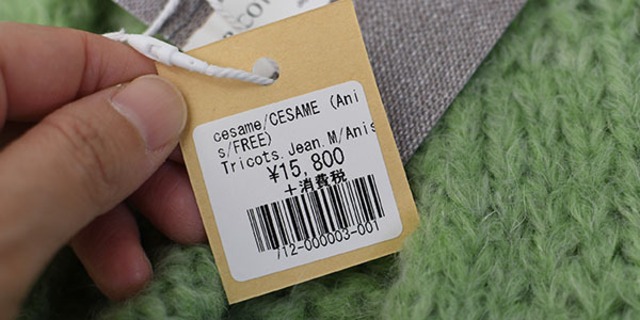 cesame/CESAME (Ani
s/FREE)
Tricots.Jean.M/Anis
¥15,800
+消費税
/12-000003-001